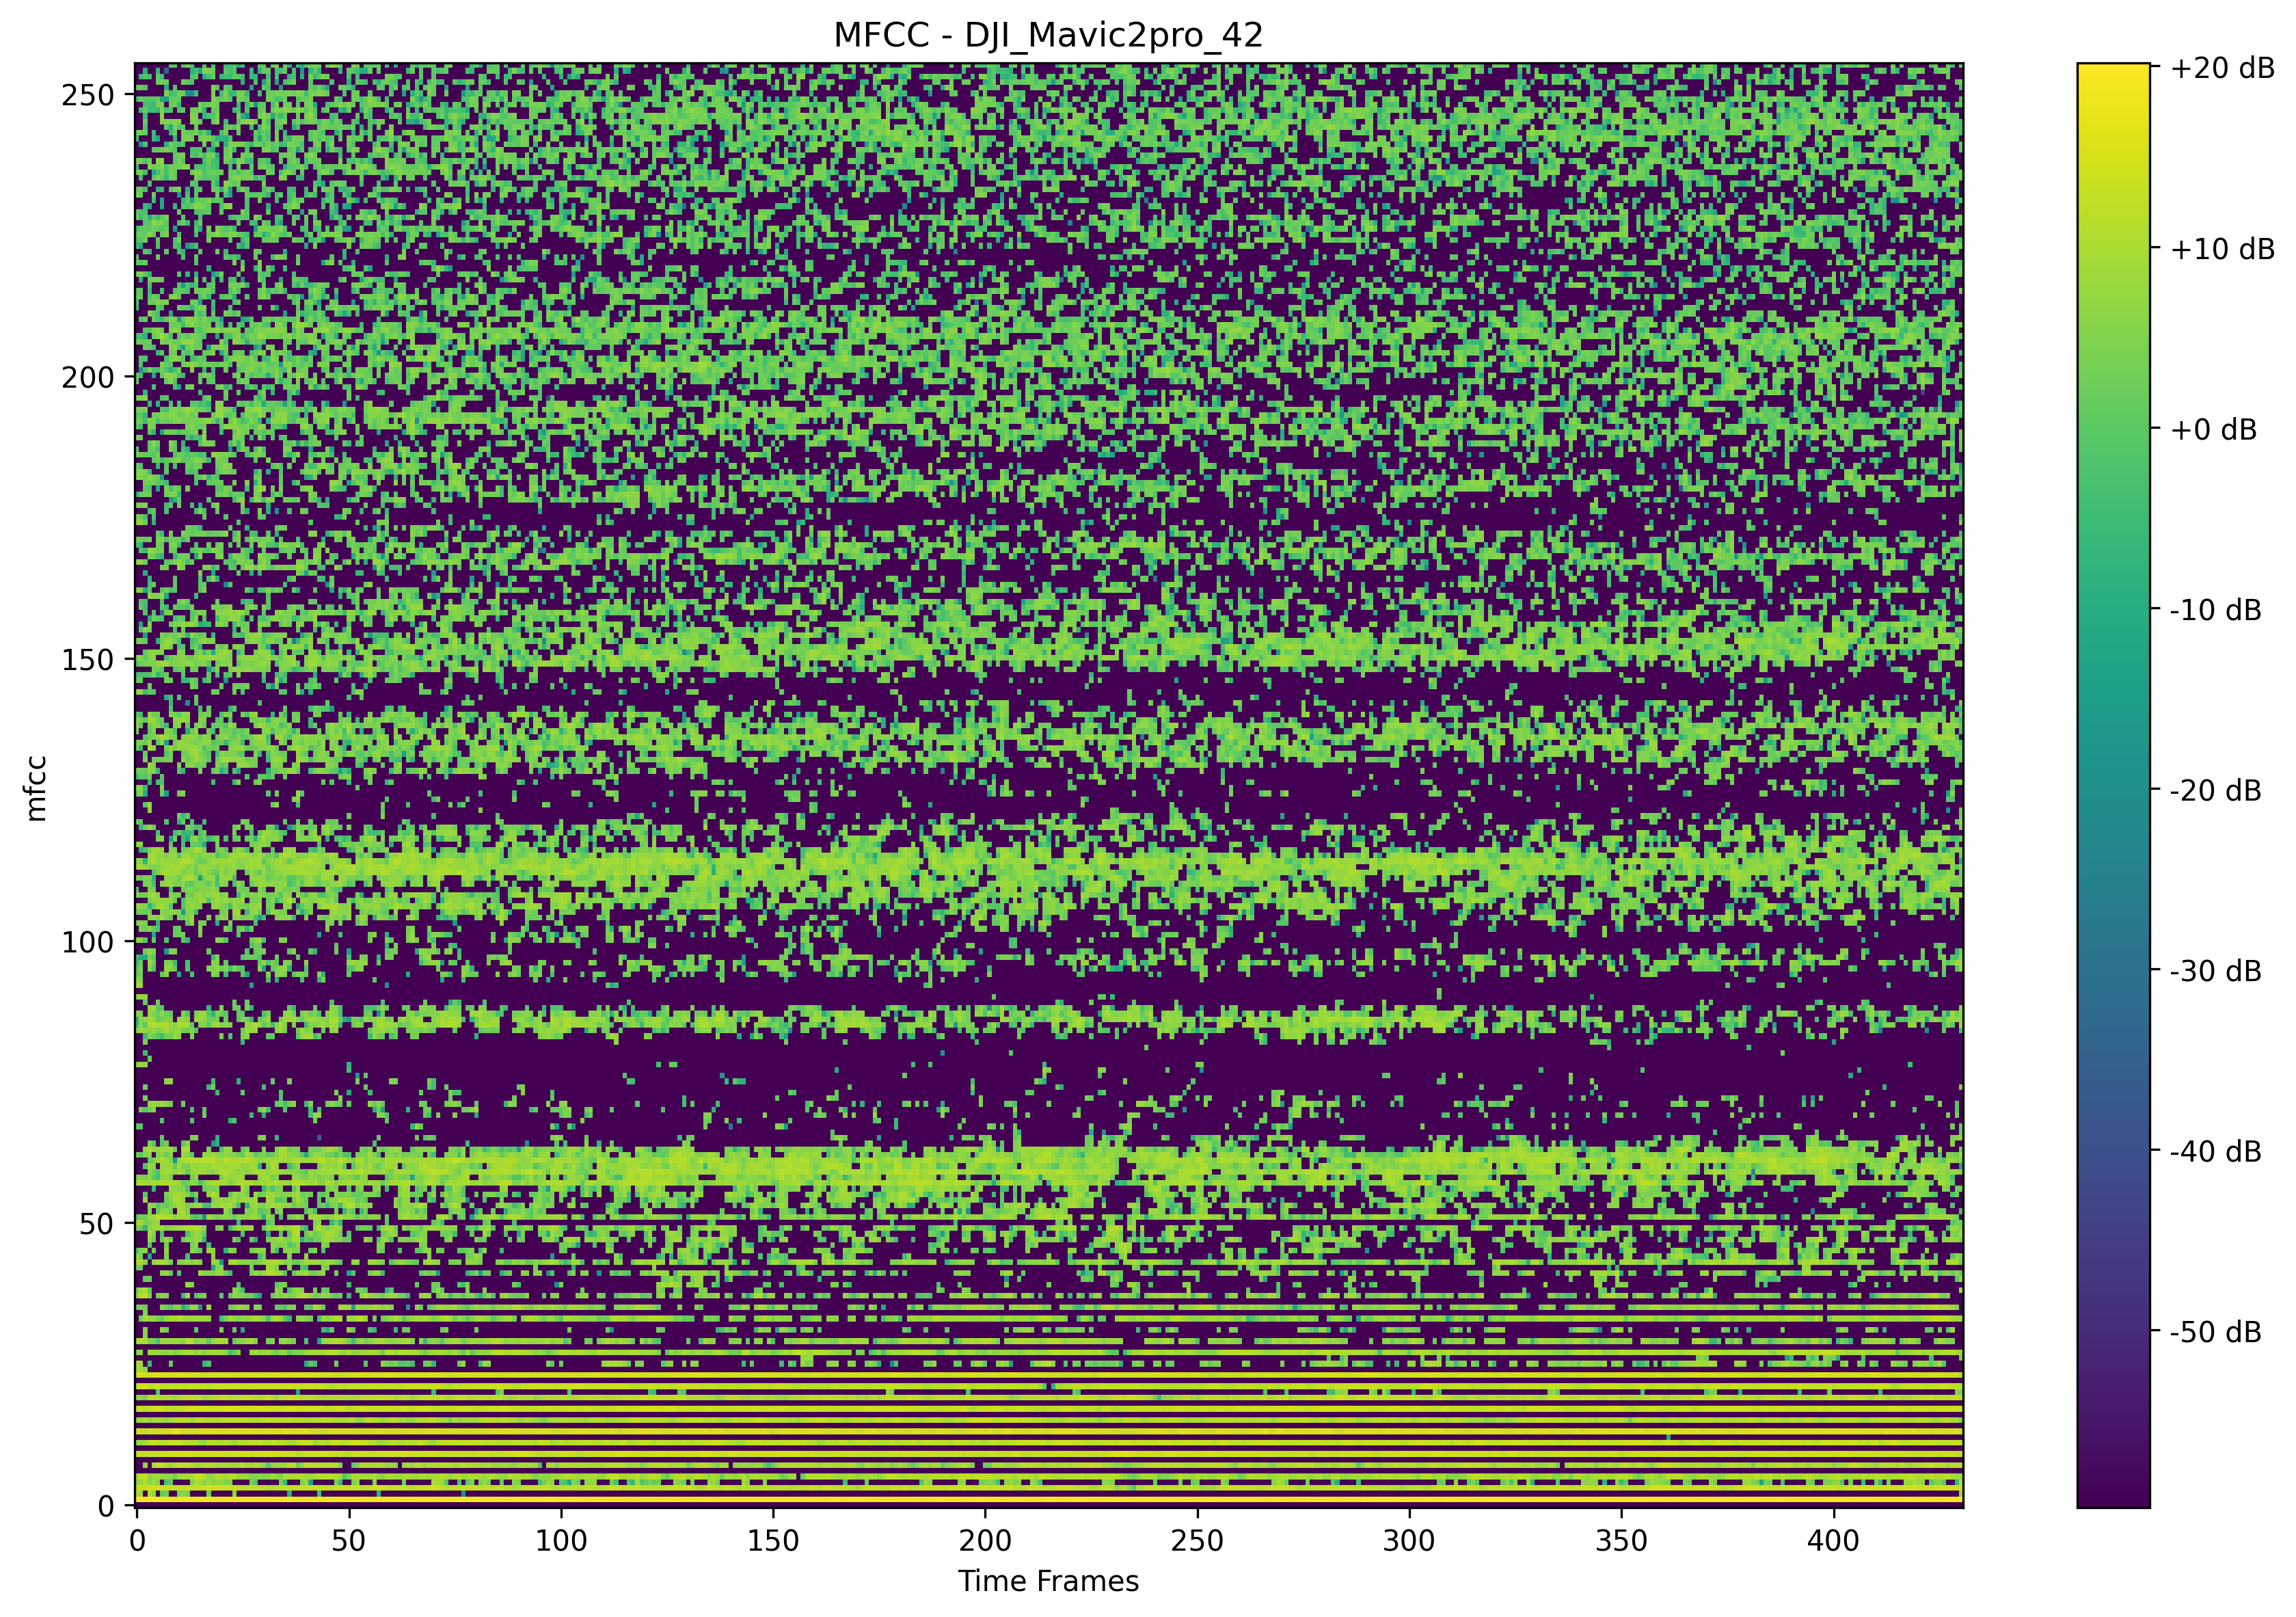 MFCC - DJI_Mavic2pro_42
250
200
150
100
50
0
mfcc
0 50 100 150 200 250 300 350 400
Time Frames
+20 dB
+10 dB
+0 dB
-10 dB
-20 dB
-30 dB
-40 dB
-50 dB